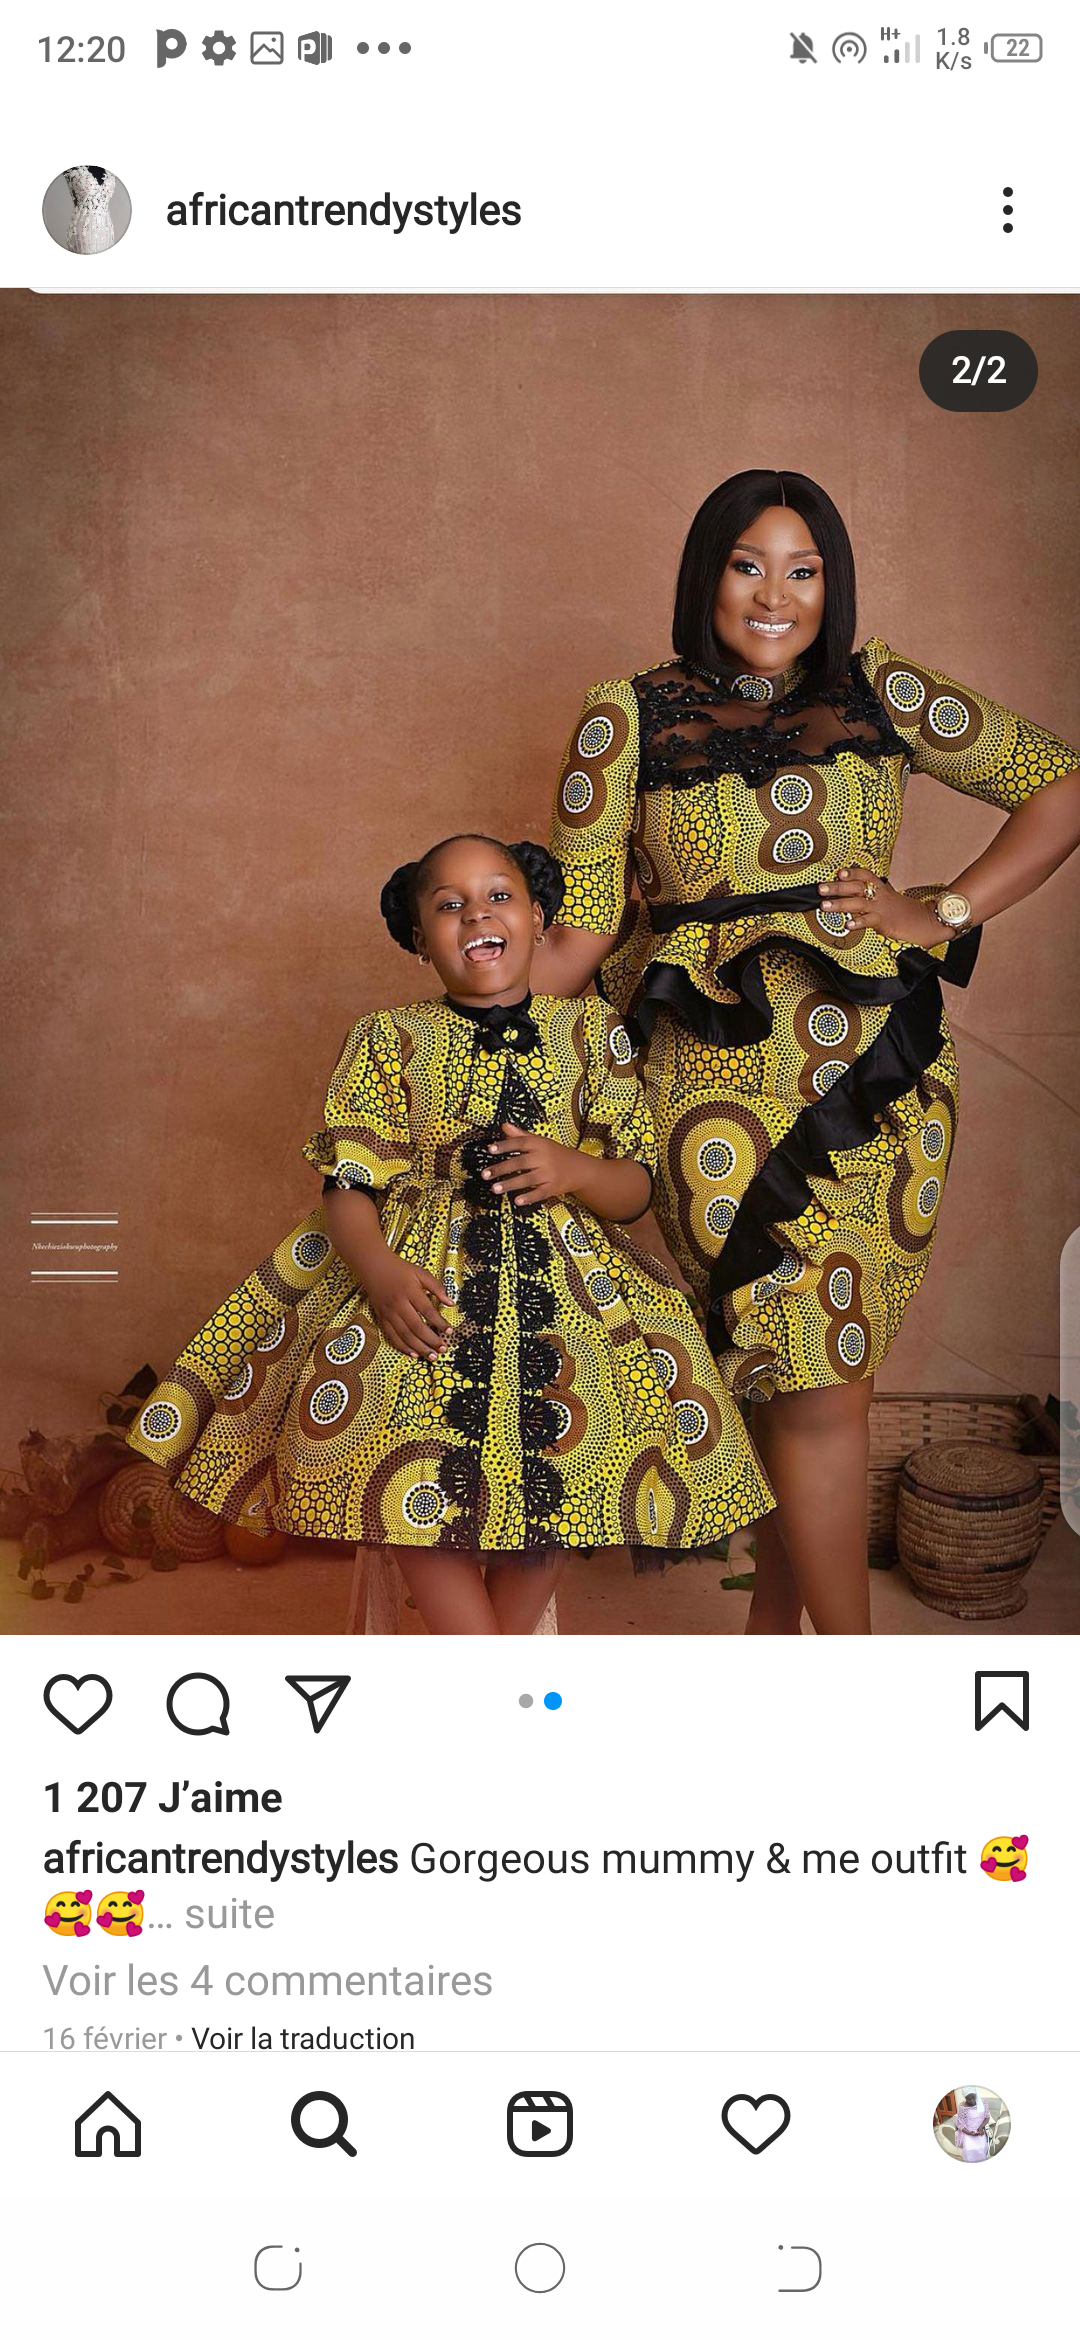 12:20
H+
1.8
K/s
22
africantrendystyles
2/2
Nkechieziokwuphotography
1 207 J’aime
africantrendystyles Gorgeous mummy & me outfit 🥰
🥰🥰... suite
Voir les 4 commentaires
16 février • Voir la traduction